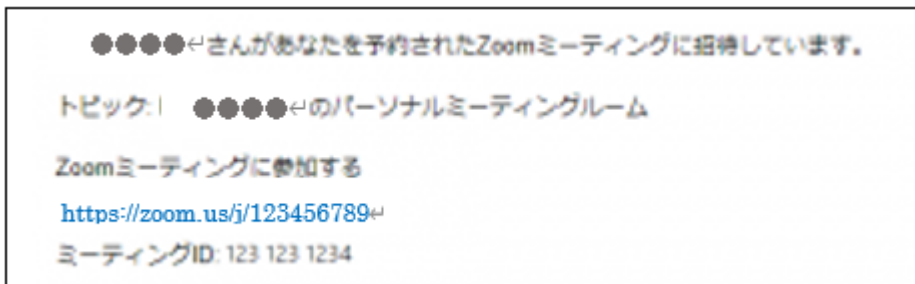 ●●●●↵さんがあなたを予約されたZoomミーティングに招待しています。
トピック: ●●●●↵のパーソナルミーティングルーム
Zoomミーティングに参加する
https://zoom.us/j/123456789↵
ミーティングID: 123 123 1234